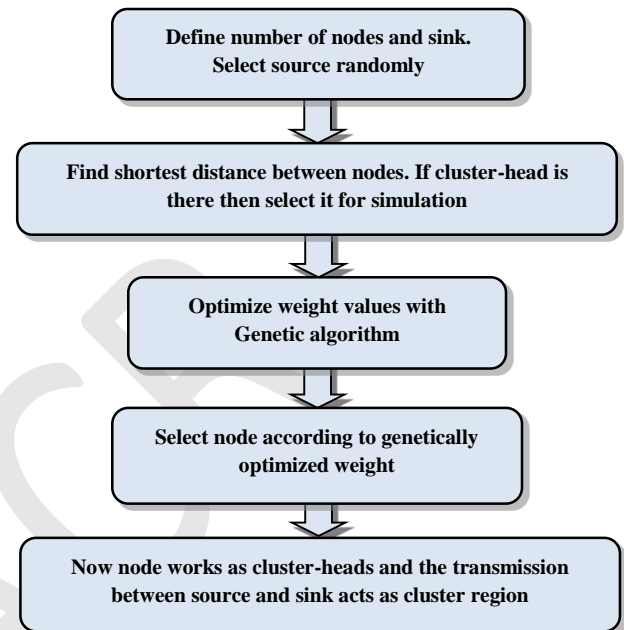 Define number of nodes and sink.
Select source randomly
Find shortest distance between nodes. If cluster-head is
there then select it for simulation
Optimize weight values with
Genetic algorithm
Select node according to genetically
optimized weight
Now node works as cluster-heads and the transmission
between source and sink acts as cluster region